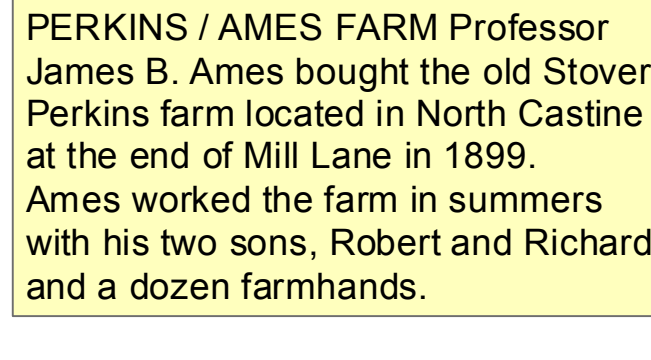 PERKINS / AMES FARM Professor
James B. Ames bought the old Stover
Perkins farm located in North Castine
at the end of Mill Lane in 1899.
Ames worked the farm in summers
with his two sons, Robert and Richard
and a dozen farmhands.